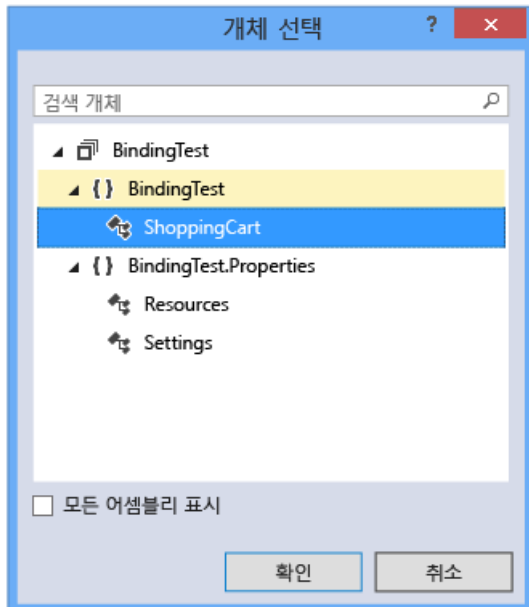 개체 선택 ?
검색 개체
BindingTest
{ } BindingTest
ShoppingCart
{ } BindingTest.Properties
Resources
Settings
모든 어셈블리 표시
확인 취소